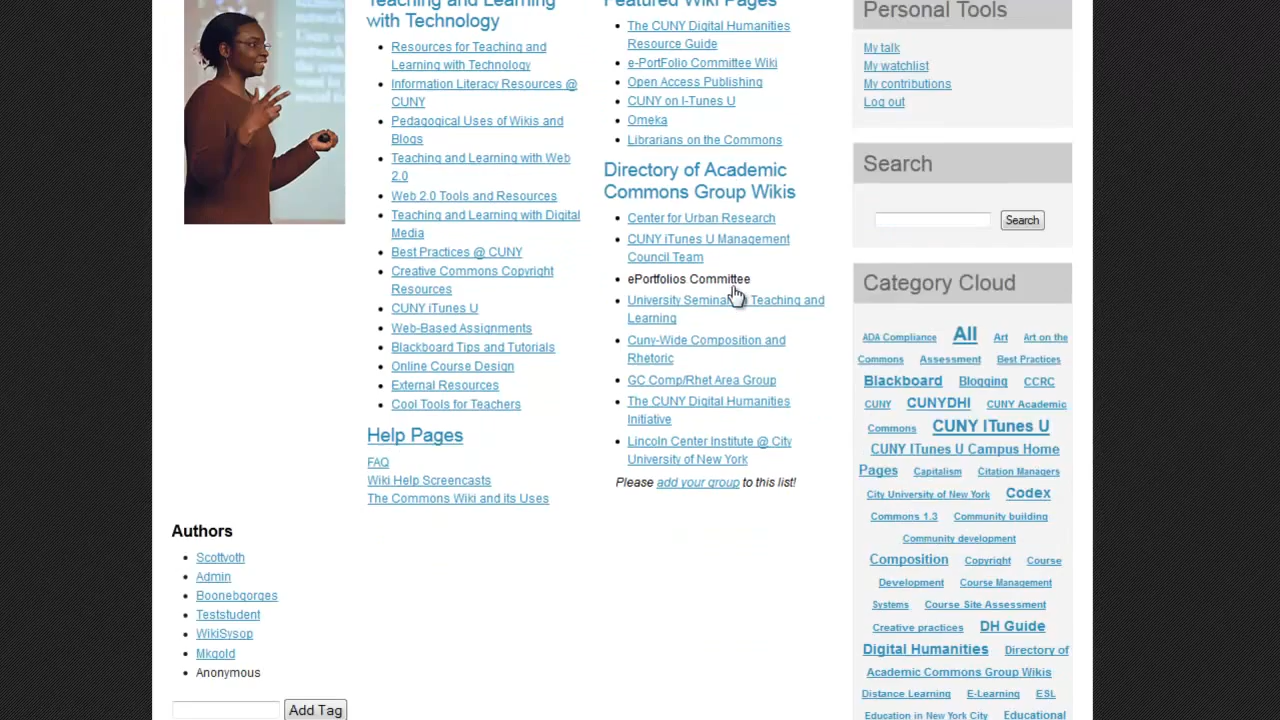 Teaching and Learning
with Technology
Resources for Teaching and
Learning with Technology
Information Literacy Resources @
CUNY
Pedagogical Uses of Wikis and
Blogs
Teaching and Learning with Web
2.0
Web 2.0 Tools and Resources
Teaching and Learning with Digital
Media
Best Practices @ CUNY
Creative Commons Copyright
Resources
CUNY iTunes U
Web-Based Assignments
Blackboard Tips and Tutorials
Online Course Design
External Resources
Cool Tools for Teachers
Help Pages
FAQ
Wiki Help Screencasts
The Commons Wiki and its Uses
Featured Wiki Pages
The CUNY Digital Humanities
Resource Guide
e-PortFolio Committee Wiki
Open Access Publishing
CUNY on I-Tunes U
Omeka
Librarians on the Commons
Directory of Academic
Commons Group Wikis
Center for Urban Research
CUNY iTunes U Management
Council Team
ePortfolios Committee
University Semina Teaching and
Learning
Cuny-Wide Composition and
Rhetoric
GC Comp/Rhet Area Group
The CUNY Digital Humanities
Initiative
Lincoln Center Institute @ City
University of New York
Please add your group to this list!
Authors
Scottvoth
Admin
Boonebgorges
Teststudent
WikiSysop
Mkgold
Anonymous
Add Tag
Personal Tools
My talk
My watchlist
My contributions
Log out
Search
Search
Category Cloud
ADA Compliance All Art Art on the
Commons Assessment Best Practices
Blackboard Blogging CCRC
CUNY CUNYDHI CUNY Academic
Commons CUNY ITunes U
CUNY ITunes U Campus Home
Pages Capitalism Citation Managers
City University of New York Codex
Commons 1.3 Community building
Community development
Composition Copyright Course
Development Course Management
Systems Course Site Assessment
Creative practices DH Guide
Digital Humanities Directory of
Academic Commons Group Wikis
Distance Learning E-Learning ESL
Education in New York City Educational